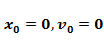 𝒙₀ = 𝟎, 𝒗₀ = 𝟎